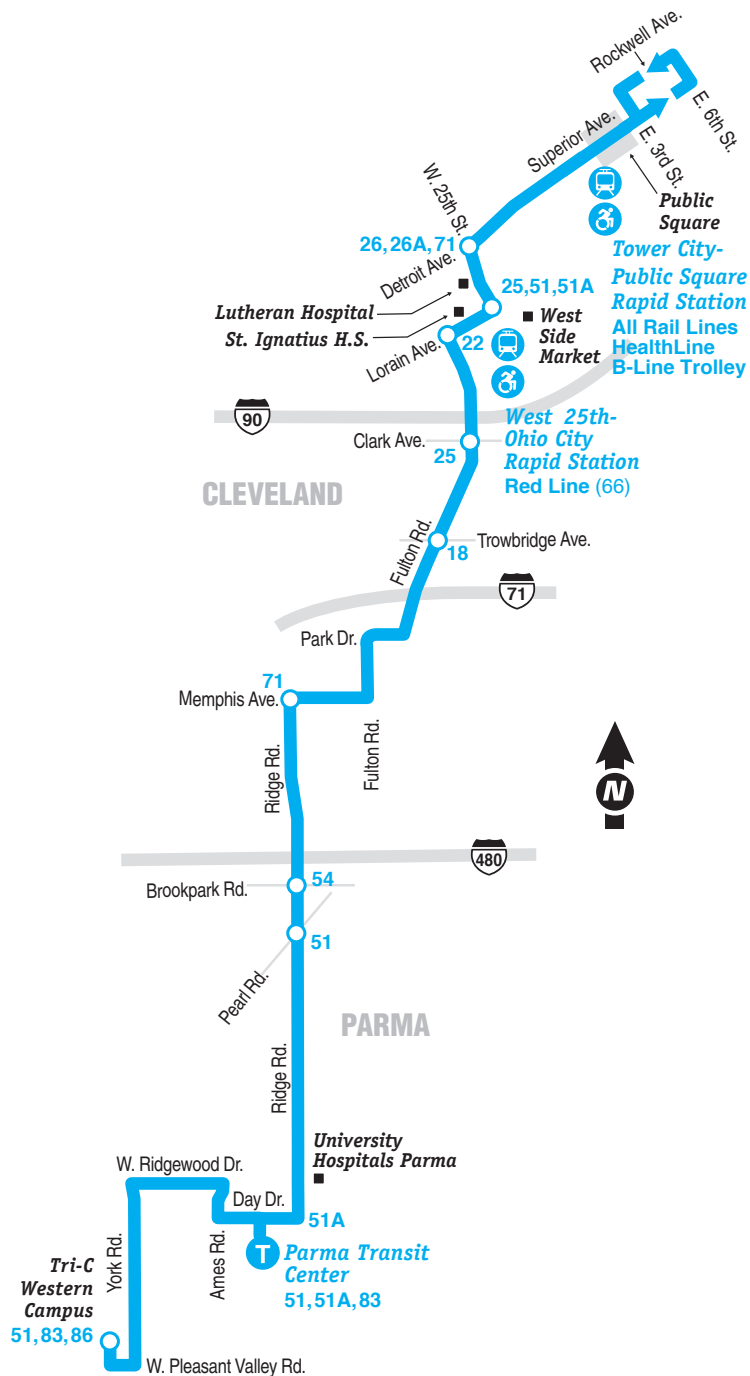 Rockwell Ave.
E. 6th St.
Superior Ave.
E. 3rd St.
W. 25th St.
Public
Square
26, 26A, 71
Detroit Ave.
Tower City-
Public Square
Rapid Station
All Rail Lines
HealthLine
B-Line Trolley
25, 51, 51A
Lutheran Hospital
St. Ignatius H.S.
West
Side
Market
22
Lorain Ave.
90
West 25th-
Ohio City
Rapid Station
Red Line (66)
Clark Ave.
25
CLEVELAND
Fulton Rd.
18
Trowbridge Ave.
71
Park Dr.
71
Memphis Ave.
Ridge Rd.
Fulton Rd.
N
480
54
Brookpark Rd.
51
Pearl Rd.
PARMA
Ridge Rd.
University
Hospitals Parma
W. Ridgewood Dr.
Day Dr.
51A
York Rd.
Ames Rd.
T
Parma Transit
Center
51, 51A, 83
Tri-C
Western
Campus
51, 83, 86
W. Pleasant Valley Rd.